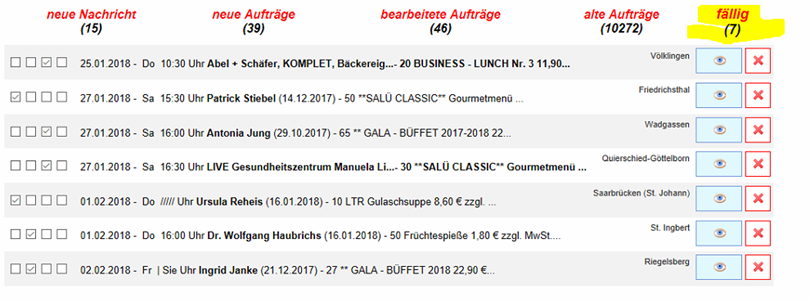 neue Nachricht neue Aufträge bearbeitete Aufträge alte Aufträge fällig
(15) (39) (46) (10272) (7)
25.01.2018 - Do 10:30 Uhr Abel + Schäfer, KOMPLET, Bäckereig...- 20 BUSINESS - LUNCH Nr. 3 11,90... Völklingen
27.01.2018 - Sa 15:30 Uhr Patrick Stiebel (14.12.2017) - 50 **SALÜ CLASSIC** Gourmetmenü ... Friedrichsthal
27.01.2018 - Sa 16:00 Uhr Antonia Jung (29.10.2017) - 65 ** GALA - BÜFFET 2017-2018 22... Wadgassen
27.01.2018 - Sa 16:30 Uhr LIVE Gesundheitszentrum Manuela Li...- 30 **SALÜ CLASSIC** Gourmetmenü ... Quierschied-Göttelborn
01.02.2018 - Do ///// Uhr Ursula Reheis (16.01.2018) - 10 LTR Gulaschsuppe 8,60 € zzgl. ... Saarbrücken (St. Johann)
01.02.2018 - Do 16:00 Uhr Dr. Wolfgang Haubrichs (16.01.2018) - 50 Früchtespieße 1,80 € zzgl. MwSt.... St. Ingbert
02.02.2018 - Fr | Sie Uhr Ingrid Janke (21.12.2017) - 27 ** GALA - BÜFFET 2018 22,90 €... Riegelsberg